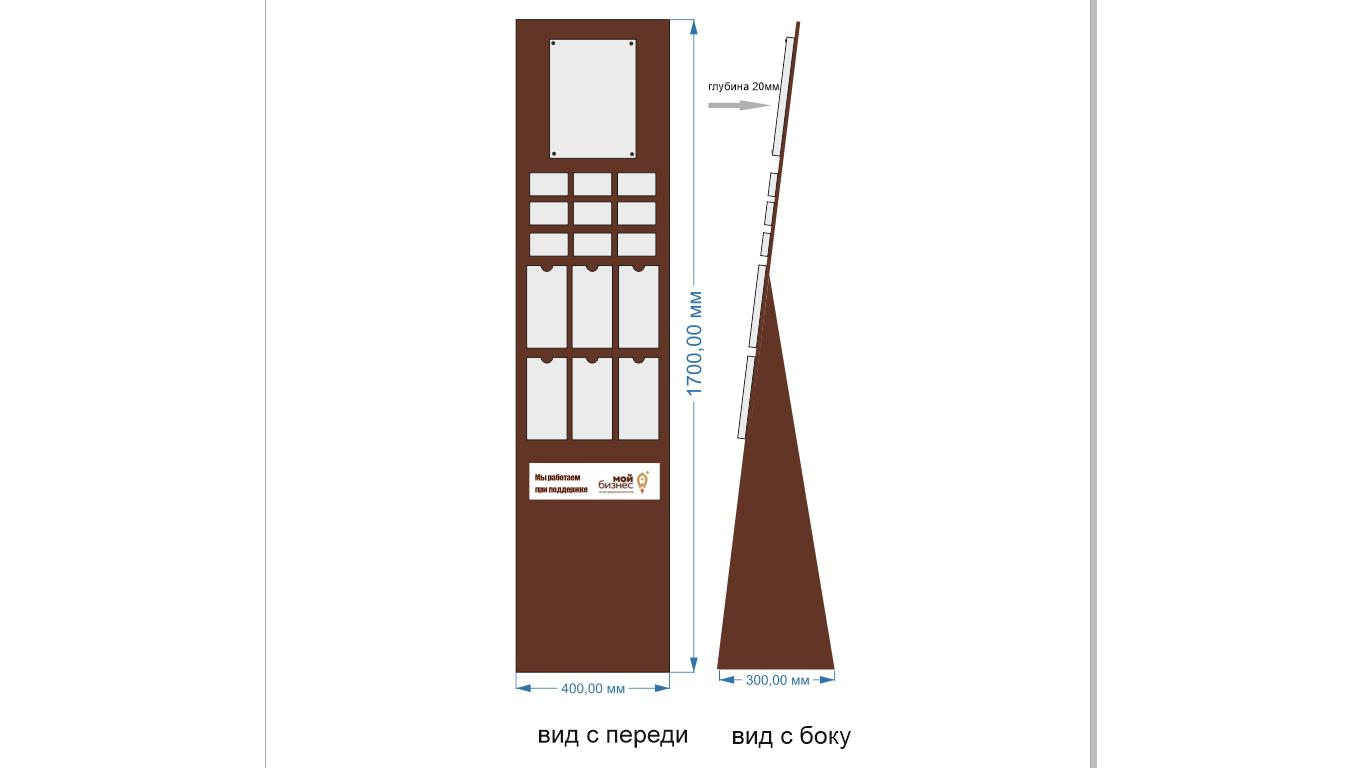 глубина 20мм
1700,00 мм
Мы работаем
при поддержке
мой
бизнес
400,00 мм
300,00 мм
вид с переди
вид с боку